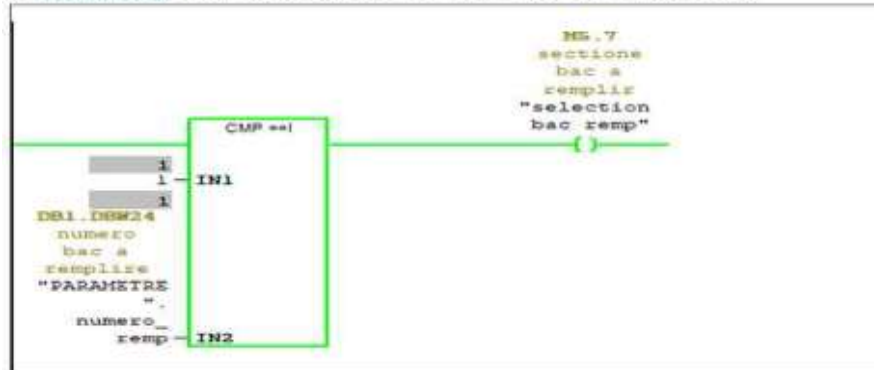 M5.7
sectione
bac a
remplir
"selection
bac remp"
( )
CMP ==I
1
1
IN1
1
DB1.DBW24
numero
bac a
remplire
"PARAMETRE
".
numero_
remp
IN2